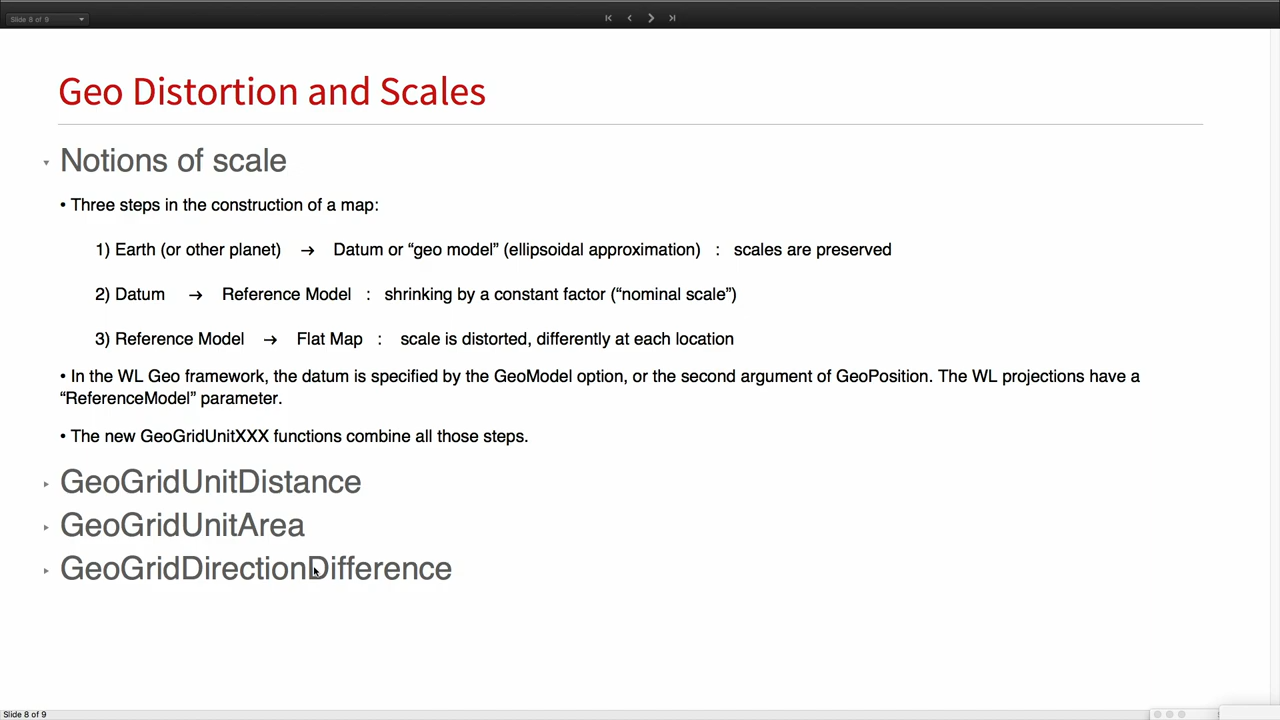 Slide 8 of 9
Geo Distortion and Scales
Notions of scale
• Three steps in the construction of a map:
1) Earth (or other planet) → Datum or “geo model” (ellipsoidal approximation) : scales are preserved
2) Datum → Reference Model : shrinking by a constant factor (“nominal scale”)
3) Reference Model → Flat Map : scale is distorted, differently at each location
• In the WL Geo framework, the datum is specified by the GeoModel option, or the second argument of GeoPosition. The WL projections have a
“ReferenceModel” parameter.
• The new GeoGridUnitXXX functions combine all those steps.
GeoGridUnitDistance
GeoGridUnitArea
GeoGridDirectionDifference
Slide 8 of 9